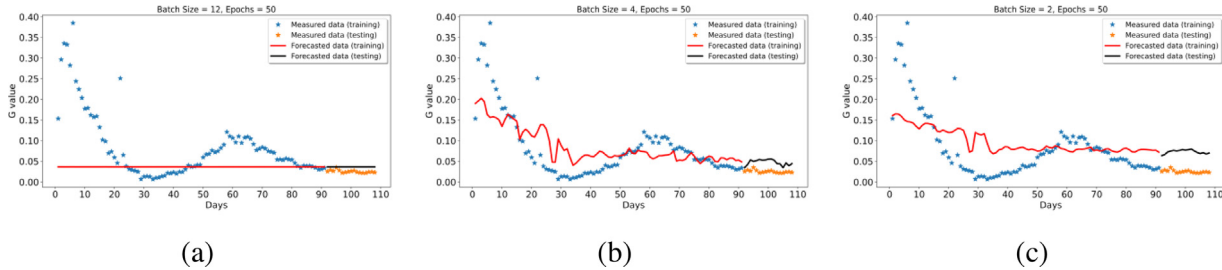 Batch Size = 12, Epochs = 50
0.40
0.35
0.30
0.25
0.20
0.15
0.10
0.05
0.00
G value
Measured data (training)
Measured data (testing)
Forecasted data (training)
Forecasted data (testing)
0 10 20 30 40 50 60 70 80 90 100 110
Days
(a)
Batch Size = 4, Epochs = 50
0.40
0.35
0.30
0.25
0.20
0.15
0.10
0.05
0.00
G value
Measured data (training)
Measured data (testing)
Forecasted data (training)
Forecasted data (testing)
0 10 20 30 40 50 60 70 80 90 100 110
Days
(b)
Batch Size = 2, Epochs = 50
0.40
0.35
0.30
0.25
0.20
0.15
0.10
0.05
0.00
G value
Measured data (training)
Measured data (testing)
Forecasted data (training)
Forecasted data (testing)
0 10 20 30 40 50 60 70 80 90 100 110
Days
(c)